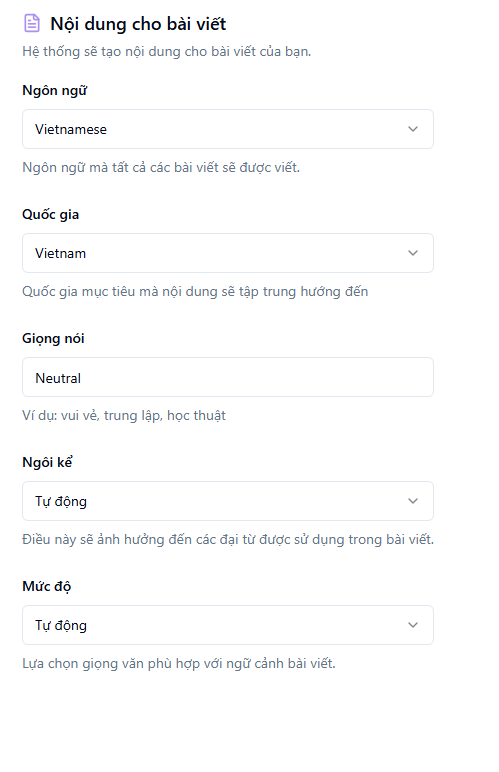 Nội dung cho bài viết
Hệ thống sẽ tạo nội dung cho bài viết của bạn.
Ngôn ngữ
Vietnamese
Ngôn ngữ mà tất cả các bài viết sẽ được viết.
Quốc gia
Vietnam
Quốc gia mục tiêu mà nội dung sẽ tập trung hướng đến
Giọng nói
Neutral
Ví dụ: vui vẻ, trung lập, học thuật
Ngôi kể
Tự động
Điều này sẽ ảnh hưởng đến các đại từ được sử dụng trong bài viết.
Mức độ
Tự động
Lựa chọn giọng văn phù hợp với ngữ cảnh bài viết.